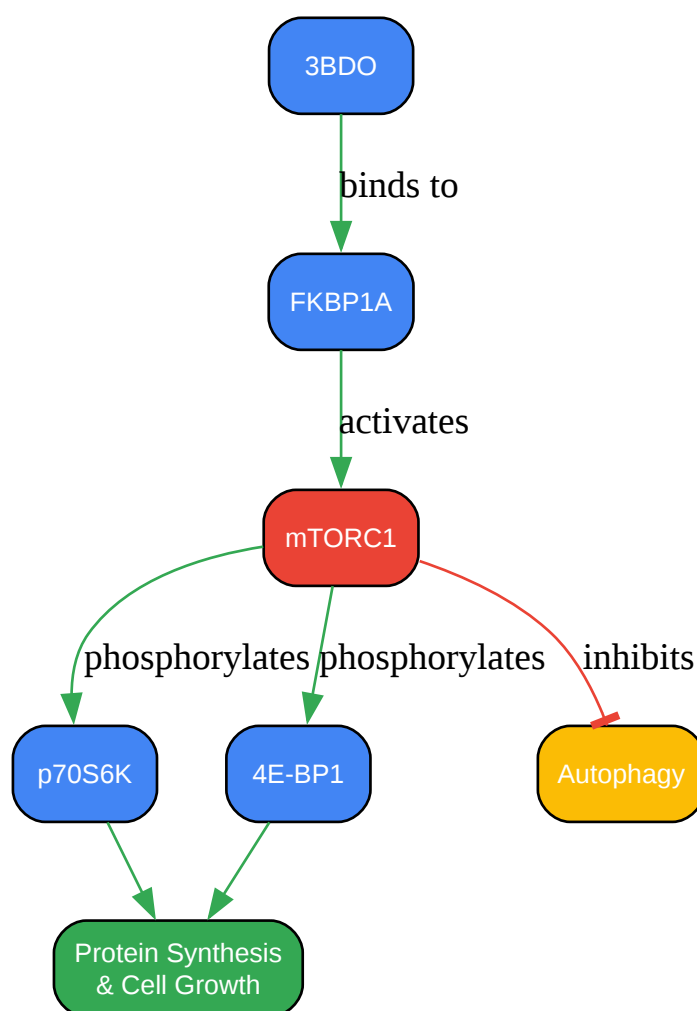 3BDO
binds to
FKBP1A
activates
mTORC1
phosphorylates phosphorylates inhibits
p70S6K 4E-BP1 Autophagy
Protein Synthesis
& Cell Growth